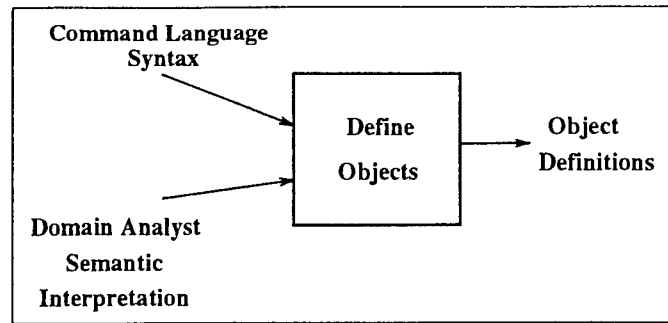 Command Language
Syntax
Define
Objects
Object
Definitions
Domain Analyst
Semantic
Interpretation